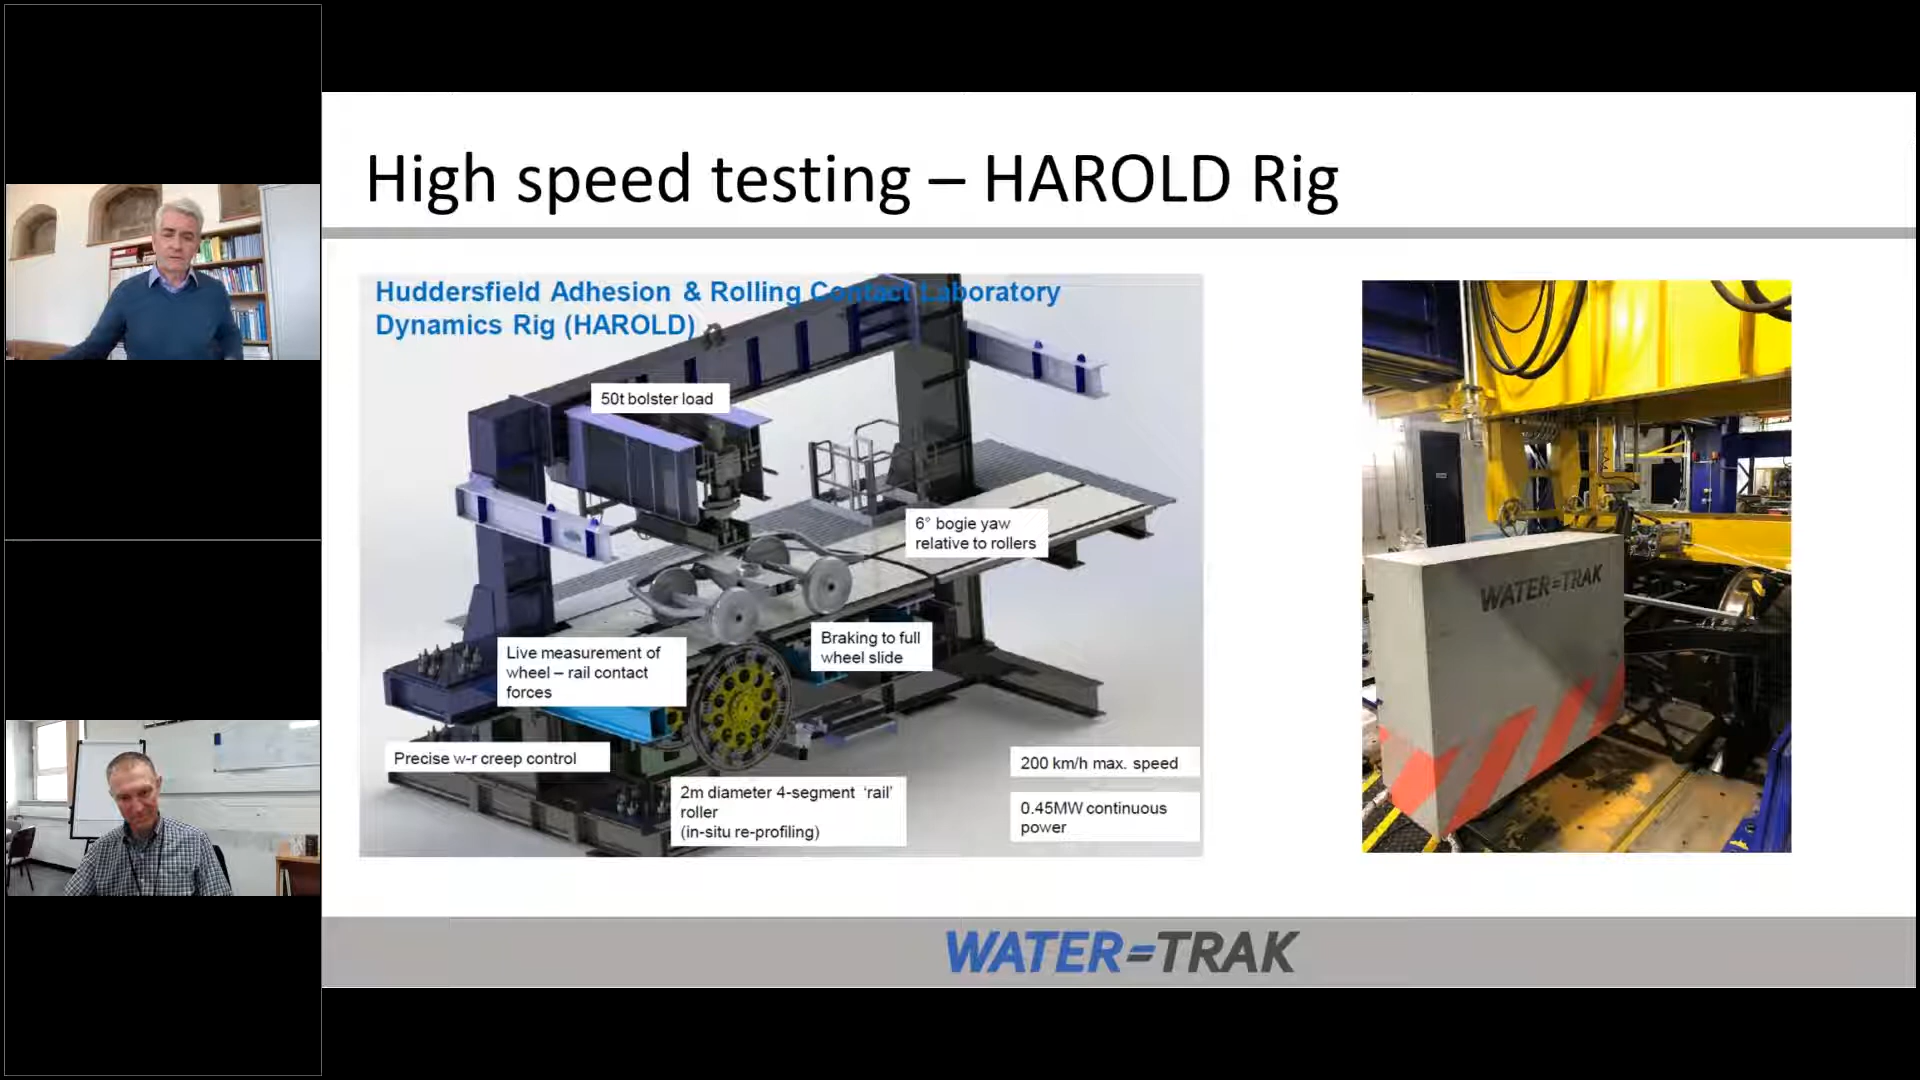 High speed testing – HAROLD Rig
Huddersfield Adhesion & Rolling Contact Laboratory
Dynamics Rig (HAROLD)
50t bolster load
6° bogie yaw
relative to rollers
Braking to full
wheel slide
Live measurement of
wheel – rail contact
forces
Precise w-r creep control
2m diameter 4-segment ‘rail’
roller
(in-situ re-profiling)
200 km/h max. speed
0.45MW continuous
power
WATER=TRAK
WATER=TRAK